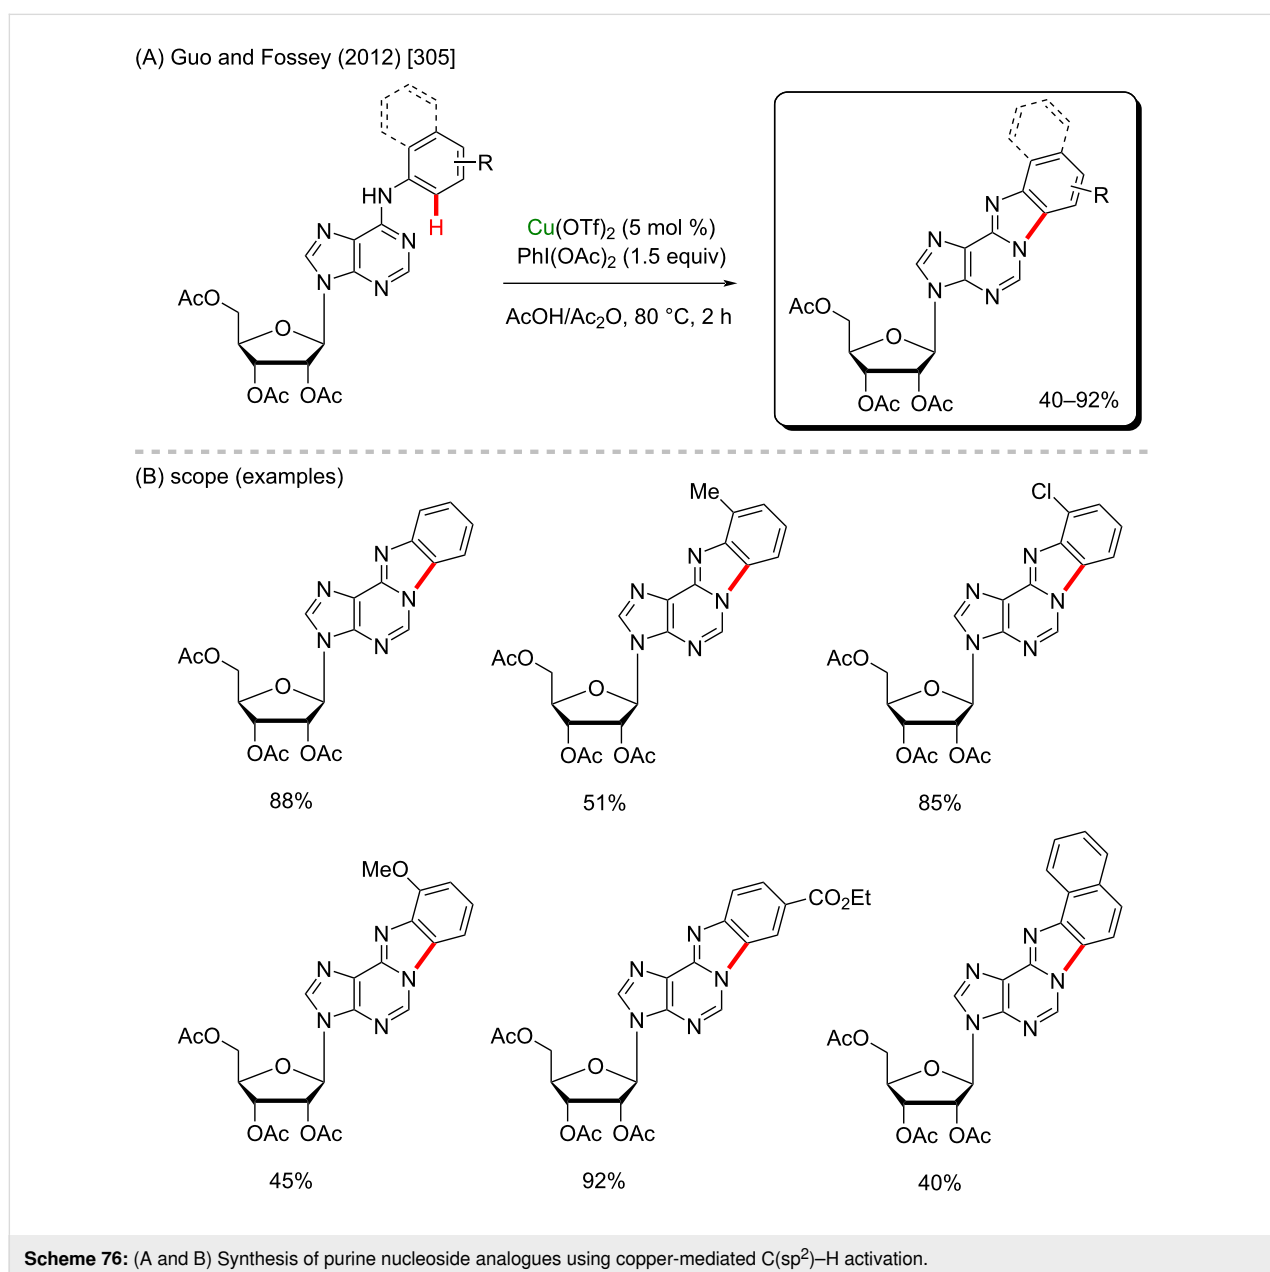 (A) Guo and Fossey (2012) [305]
R
HN
H
N
N
N
N
AcO
O
OAc OAc
Cu(OTf)2 (5 mol %)
PhI(OAc)2 (1.5 equiv)
AcOH/Ac2O, 80 °C, 2 h
R
N
N
N
N
N
AcO
O
OAc OAc
40–92%
(B) scope (examples)
N
N
N
N
N
AcO
O
OAc OAc
88%
Me
N
N
N
N
N
AcO
O
OAc OAc
51%
Cl
N
N
N
N
N
AcO
O
OAc OAc
85%
MeO
N
N
N
N
N
AcO
O
OAc OAc
45%
CO2Et
N
N
N
N
N
AcO
O
OAc OAc
92%
N
N
N
N
N
AcO
O
OAc OAc
40%
Scheme 76: (A and B) Synthesis of purine nucleoside analogues using copper-mediated C(sp2)–H activation.